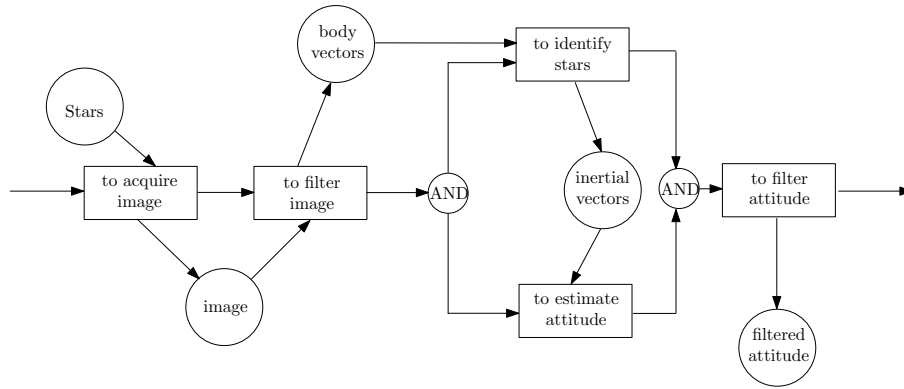 body
vectors
to identify
stars
Stars
to acquire
image
to filter
image
AND
inertial
vectors
AND
to filter
attitude
image
to estimate
attitude
filtered
attitude